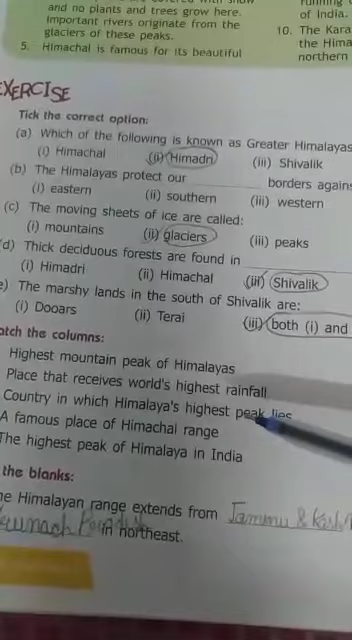 and no plants and trees grow here.
Important rivers originate from the
glaciers of these peaks.
5. Himachal is famous for its beautiful
of India.
10. The Kara
the Hima
northern
EXERCISE
Tick the correct option:
(a) Which of the following is known as Greater Himalayas
(i) Himachal (ii) Himadri (iii) Shivalik
(b) The Himalayas protect our ________ borders agains
(i) eastern (ii) southern (iii) western
(c) The moving sheets of ice are called:
(i) mountains (ii) glaciers (iii) peaks
d) Thick deciduous forests are found in ________
(i) Himadri (ii) Himachal (iii) Shivalik
e) The marshy lands in the south of Shivalik are:
(i) Dooars (ii) Terai (iii) both (i) and
atch the columns:
Highest mountain peak of Himalayas
Place that receives world's highest rainfall
Country in which Himalaya's highest peak lies
A famous place of Himachal range
The highest peak of Himalaya in India
the blanks:
he Himalayan range extends from Jammu & Kash
in northeast.